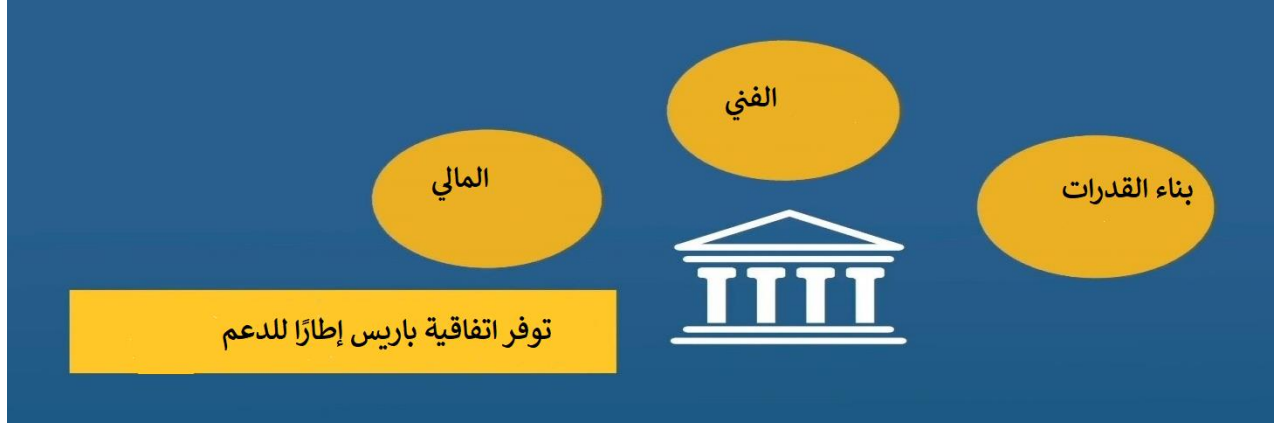 توفر اتفاقية باريس إطارًا للدعم
المالي
الفني
بناء القدرات